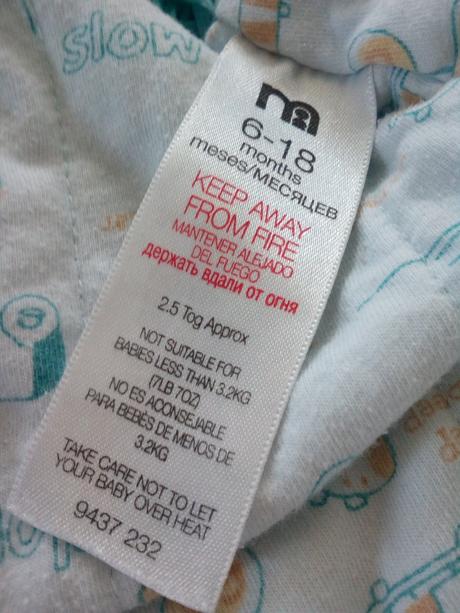 slow
6-18
months
meses/МЕСЯЦЕВ
KEEP AWAY
FROM FIRE
MANTENER ALEJADO
DEL FUEGO
держать вдали от огня
2.5 Tog Approx
NOT SUITABLE FOR
BABIES LESS THAN 3.2KG
(7LB 7OZ)
NO ES ACONSEJABLE
PARA BEBÉS DE MENOS DE
3.2KG
TAKE CARE NOT TO LET
YOUR BABY OVER HEAT
9437 232